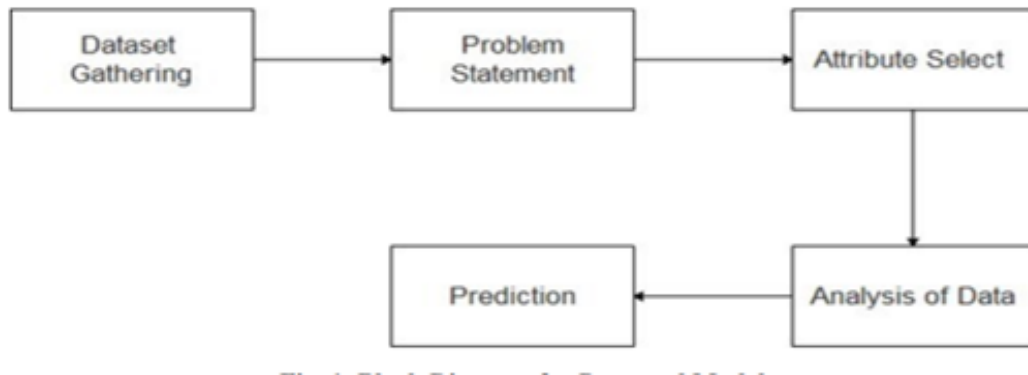 Dataset
Gathering
Problem
Statement
Attribute Select
Prediction
Analysis of Data